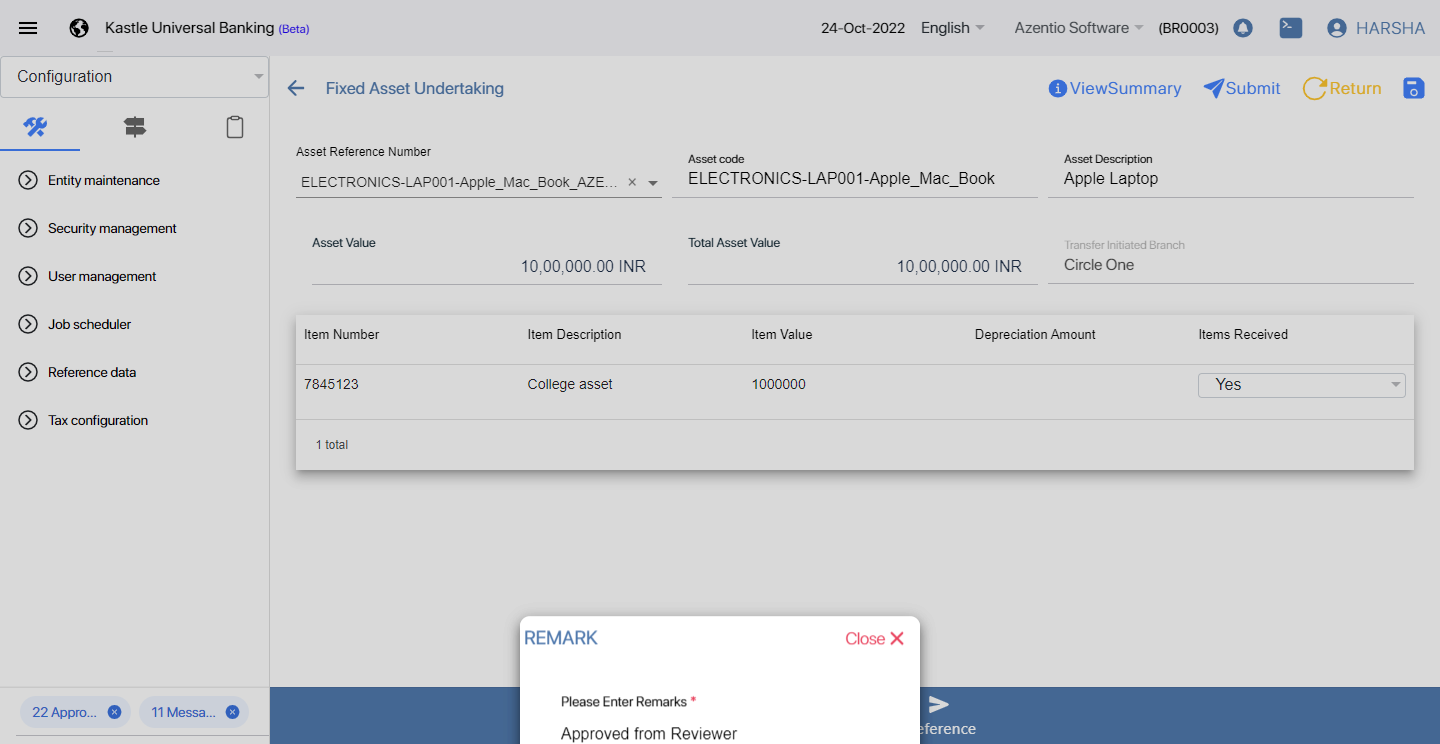 Kastle Universal Banking (Beta)
24-Oct-2022 English Azentio Software (BR0003) HARSHA
Configuration
Fixed Asset Undertaking
ViewSummary Submit Return
Entity maintenance
Security management
User management
Job scheduler
Reference data
Tax configuration
Asset Reference Number
ELECTRONICS-LAP001-Apple_Mac_Book_AZE...
Asset code
ELECTRONICS-LAP001-Apple_Mac_Book
Asset Description
Apple Laptop
Asset Value
10,00,000.00 INR
Total Asset Value
10,00,000.00 INR
Transfer Initiated Branch
Circle One
Item Number Item Description Item Value Depreciation Amount Items Received
7845123 College asset 1000000 Yes
1 total
REMARK Close
Please Enter Remarks *
Approved from Reviewer
22 Appro... 11 Messa...
eference